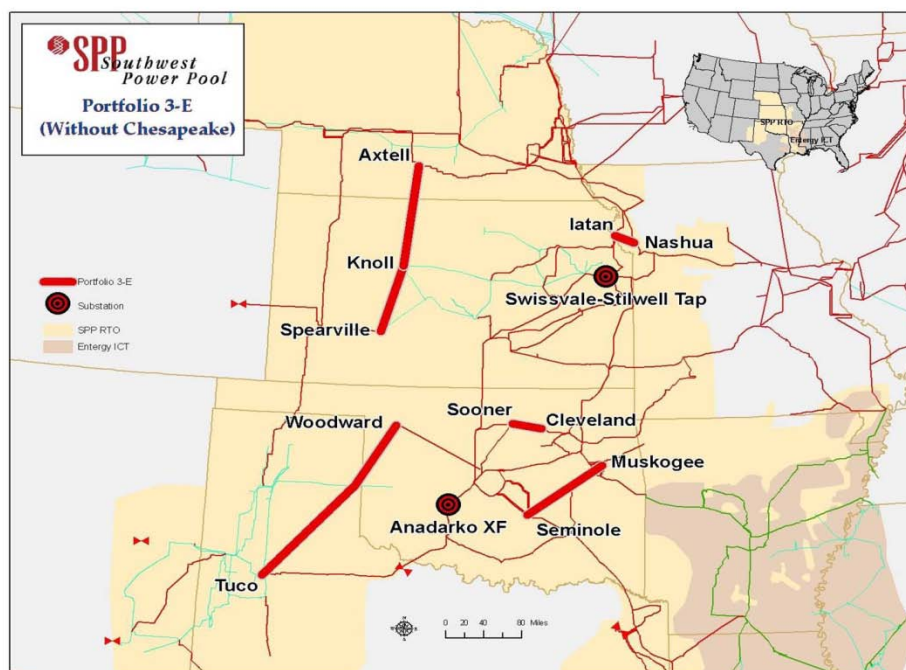 SPP
Southwest
Power Pool
Portfolio 3-E
(Without Chesapeake)
SPP RTO
Entergy ICT
Axtell
Iatan
Nashua
Knoll
Swissvale-Stilwell Tap
Spearville
Portfolio 3-E
Substation
SPP RTO
Entergy ICT
Woodward
Sooner
Cleveland
Muskogee
Anadarko XF
Seminole
Tuco
0 20 40 80 Miles